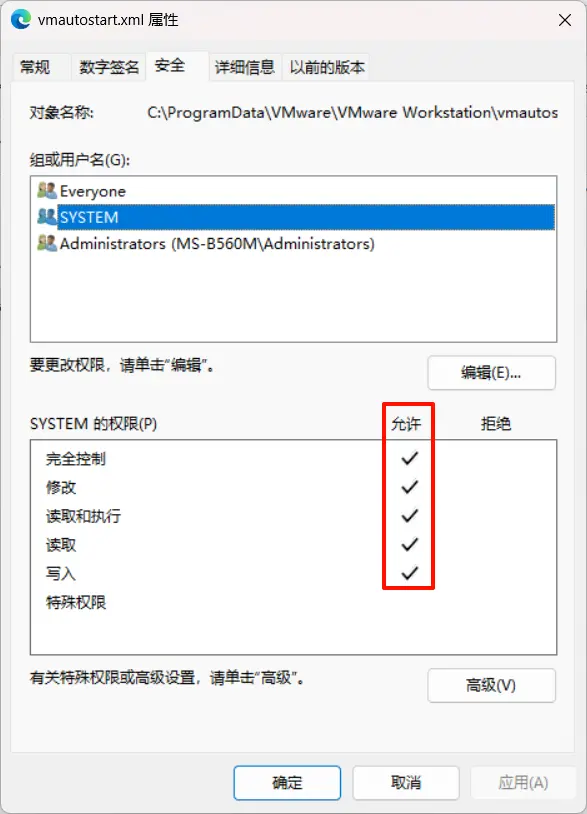 vmautostart.xml 属性
常规 数字签名 安全 详细信息 以前的版本
对象名称: C:\ProgramData\VMware\VMware Workstation\vmautos
组或用户名(G):
Everyone
SYSTEM
Administrators (MS-B560M\Administrators)
要更改权限，请单击“编辑”。
编辑(E)...
SYSTEM 的权限(P) 允许 拒绝
完全控制
修改
读取和执行
读取
写入
特殊权限
有关特殊权限或高级设置，请单击“高级”。
高级(V)
确定 取消 应用(A)